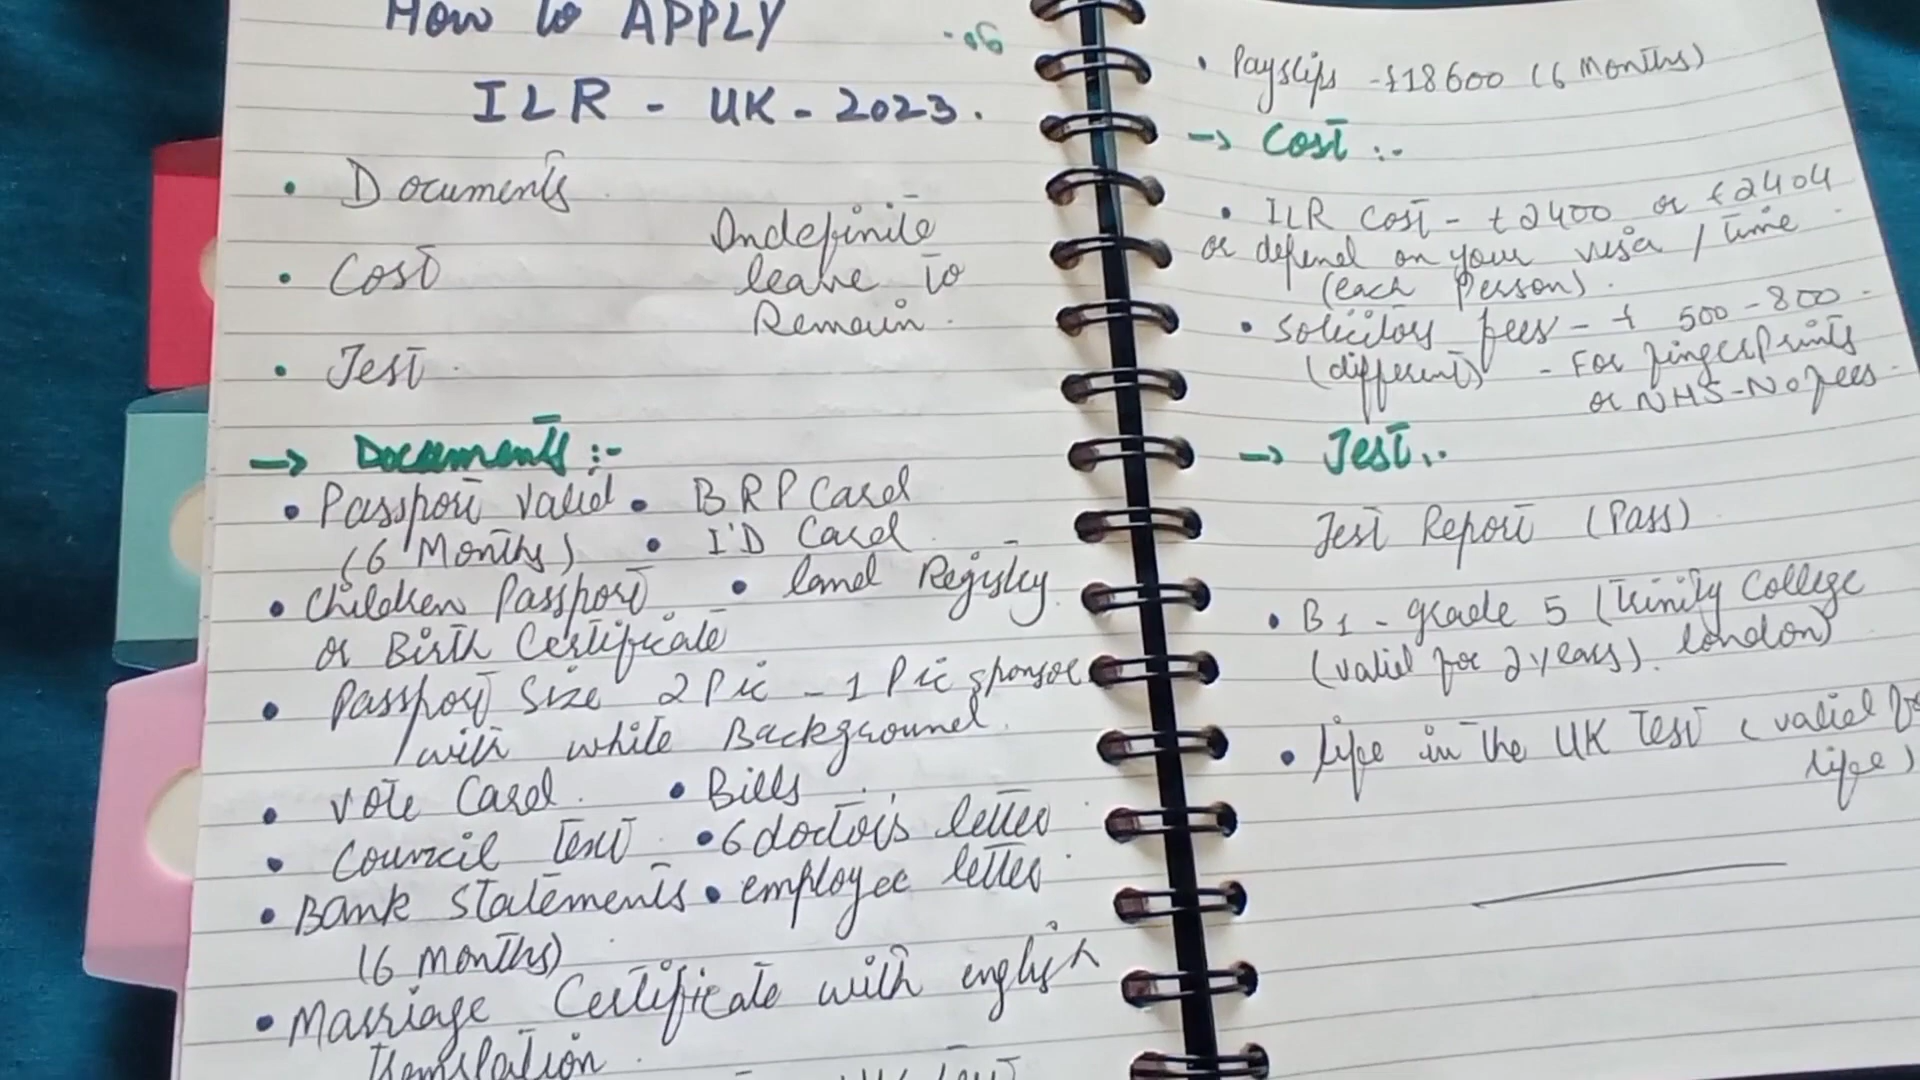 How to APPLY
ILR - UK - 2023.
• Documents
• Cost
• Test
Indefinite
leave to
Remain.
→ Documents :-
• Passport valid
(6 Months)
• BRP Card
• I'D Card
• Children Passport
or Birth Certificate
• land Registry
• Passport Size 2 Pic - 1 Pic sponsor
with white Background.
• Vote Card.
• Bills
• Council text
• 6 doctor's letter
• Bank statements
(6 months)
• employee letter
• Marriage Certificate with english
translation.
• Payslips - £18600 (6 Months)
→ Cost :-
• ILR Cost - £2400 or £2404
or depend on your visa / Time
(each Person).
• Solicitors fees - £ 500 - 800
(different) - For fingerprints
or NHS - No fees.
→ Test :-
Test Report (Pass)
• B1 - grade 5 (Trinity College
(valid for 2 years). London)
• Life in the UK Test (valid
life)